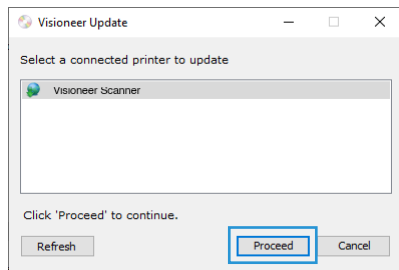 Visioneer Update
Select a connected printer to update
Visioneer Scanner
Click 'Proceed' to continue.
Refresh Proceed Cancel